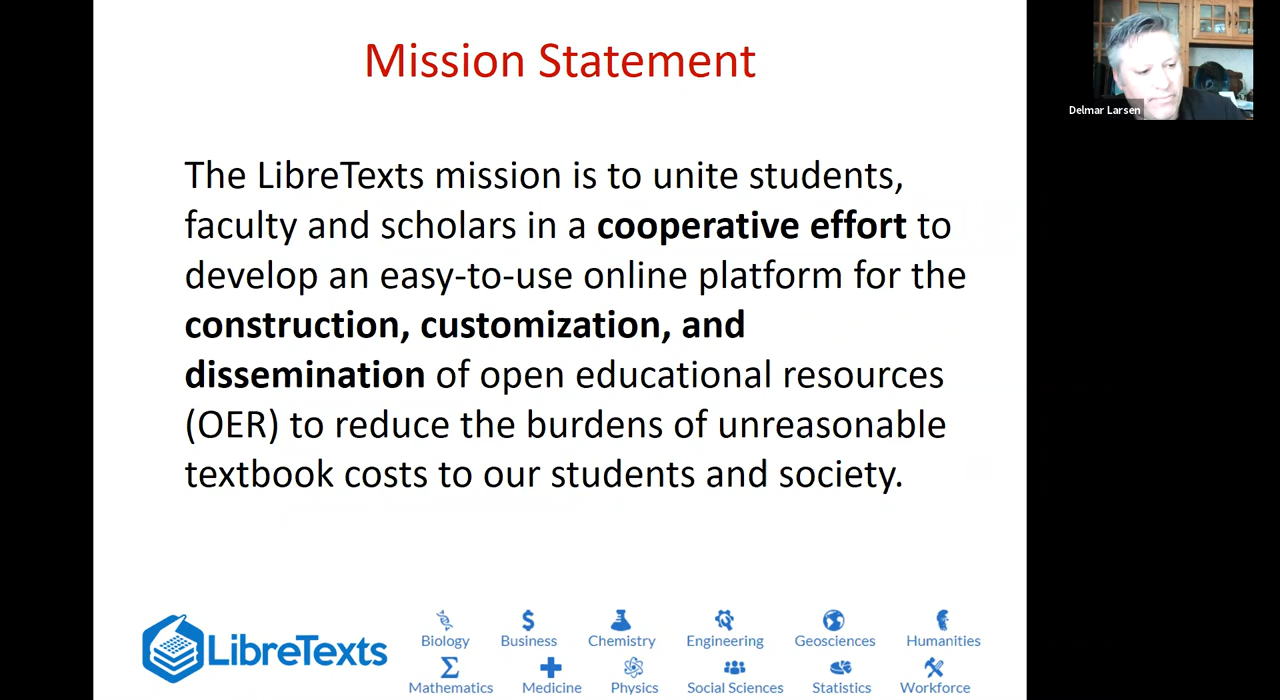 Mission Statement
The LibreTexts mission is to unite students,
faculty and scholars in a cooperative effort to
develop an easy-to-use online platform for the
construction, customization, and
dissemination of open educational resources
(OER) to reduce the burdens of unreasonable
textbook costs to our students and society.
LibreTexts
Biology Business Chemistry Engineering Geosciences Humanities
Mathematics Medicine Physics Social Sciences Statistics Workforce
Delmar Larsen